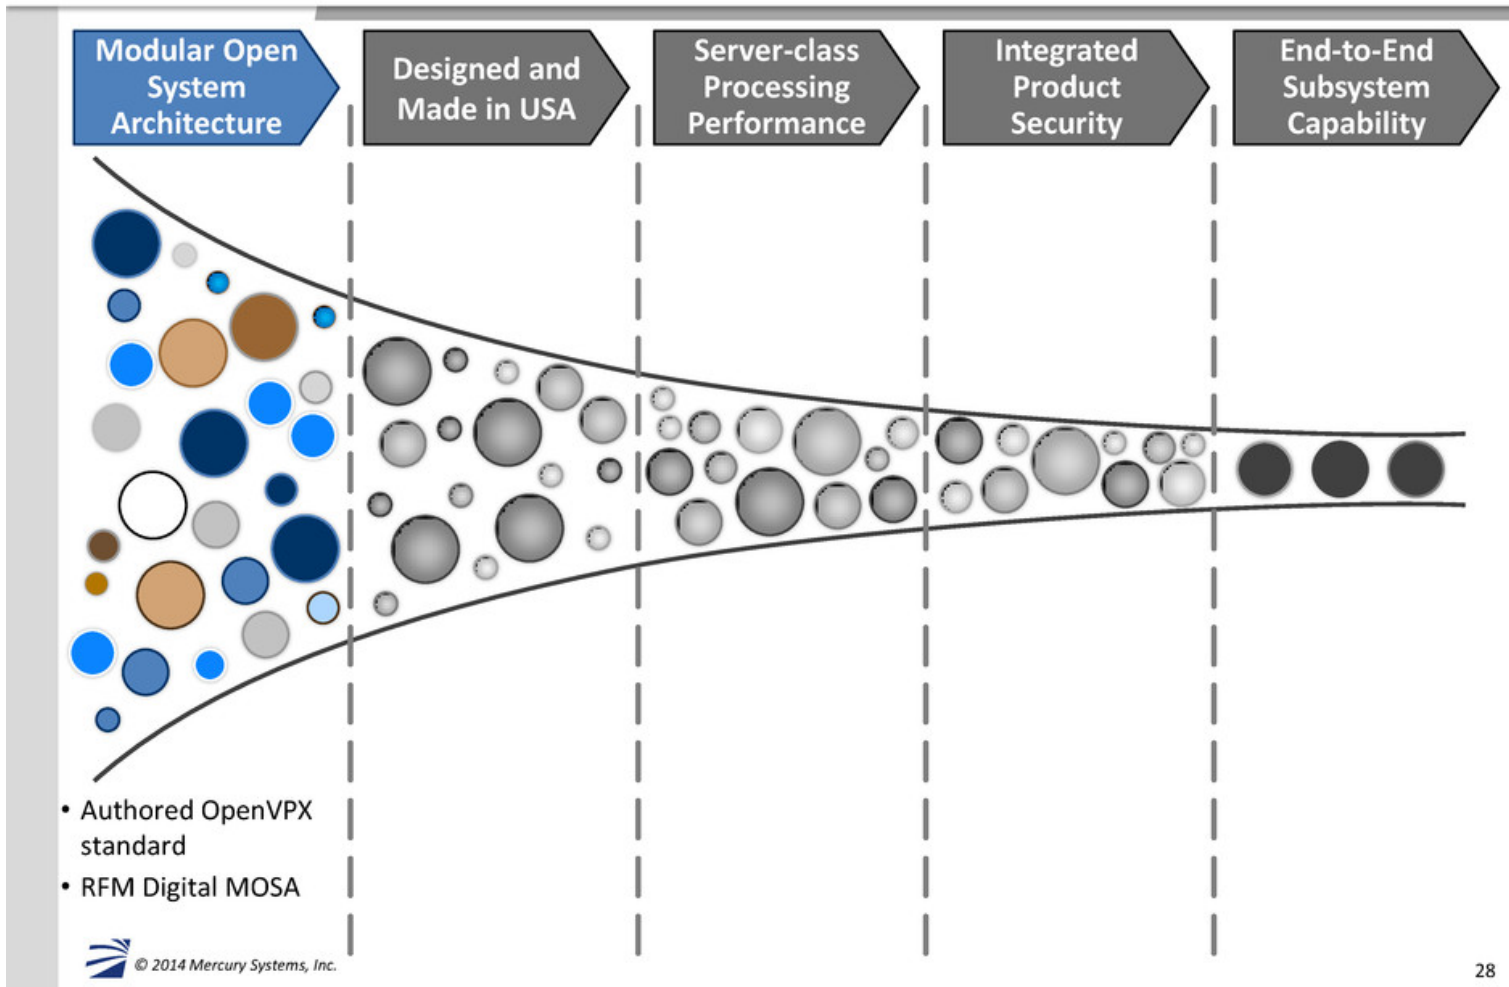 Modular Open
System
Architecture
Designed and
Made in USA
Server-class
Processing
Performance
Integrated
Product
Security
End-to-End
Subsystem
Capability
• Authored OpenVPX
standard
• RFM Digital MOSA
© 2014 Mercury Systems, Inc.
28